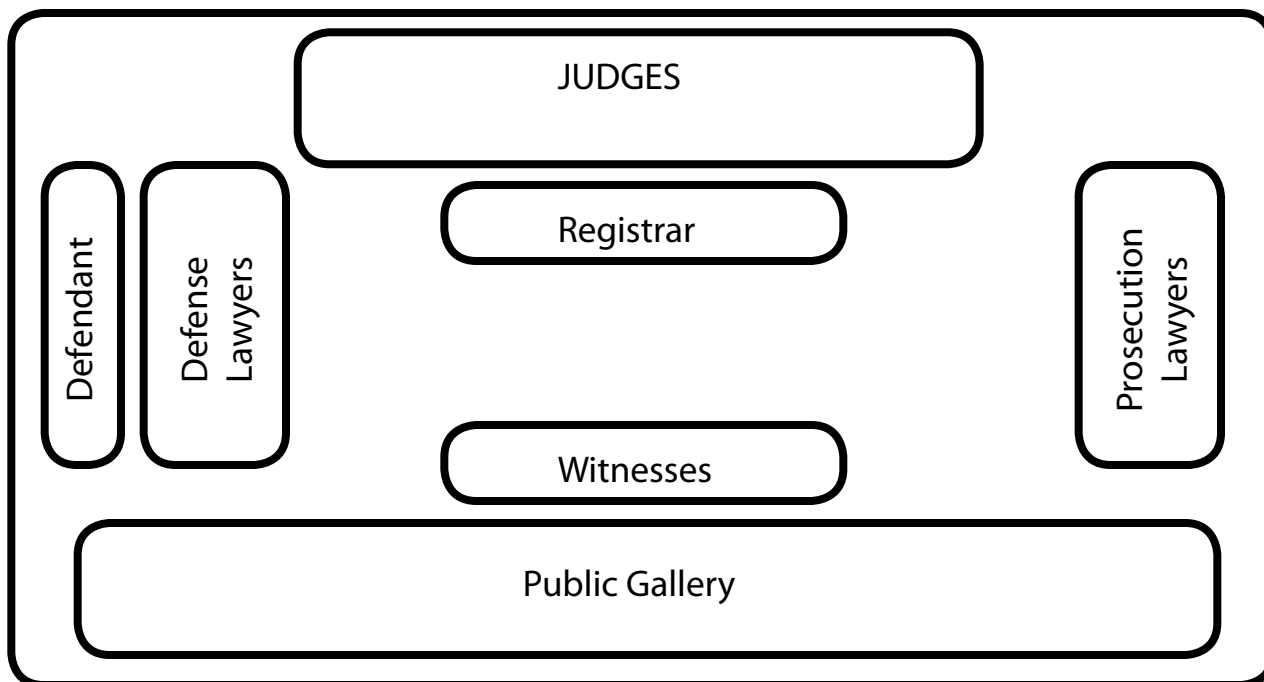 JUDGES
Registrar
Defendant
Defense
Lawyers
Prosecution
Lawyers
Witnesses
Public Gallery